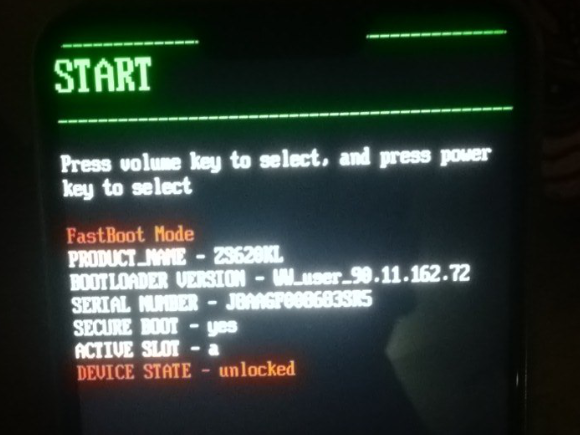 START
Press volume key to select, and press power
key to select
FastBoot Mode
PRODUCT_NAME - ZS620KL
BOOTLOADER VERSION - WW_user_90.11.162.72
SERIAL NUMBER -
SECURE BOOT - yes
ACTIVE SLOT - a
DEVICE STATE - unlocked